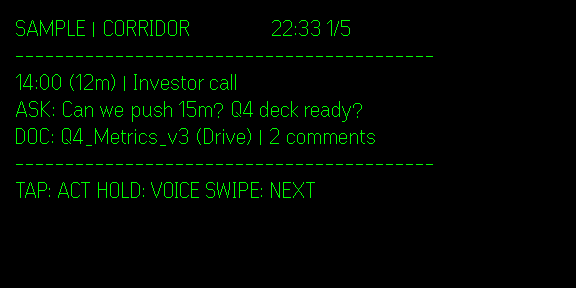 SAMPLE | CORRIDOR 22:33 1/5
------------------------------------------
14:00 (12m) | Investor call
ASK: Can we push 15m? Q4 deck ready?
DOC: Q4_Metrics_v3 (Drive) | 2 comments
------------------------------------------
TAP: ACT HOLD: VOICE SWIPE: NEXT